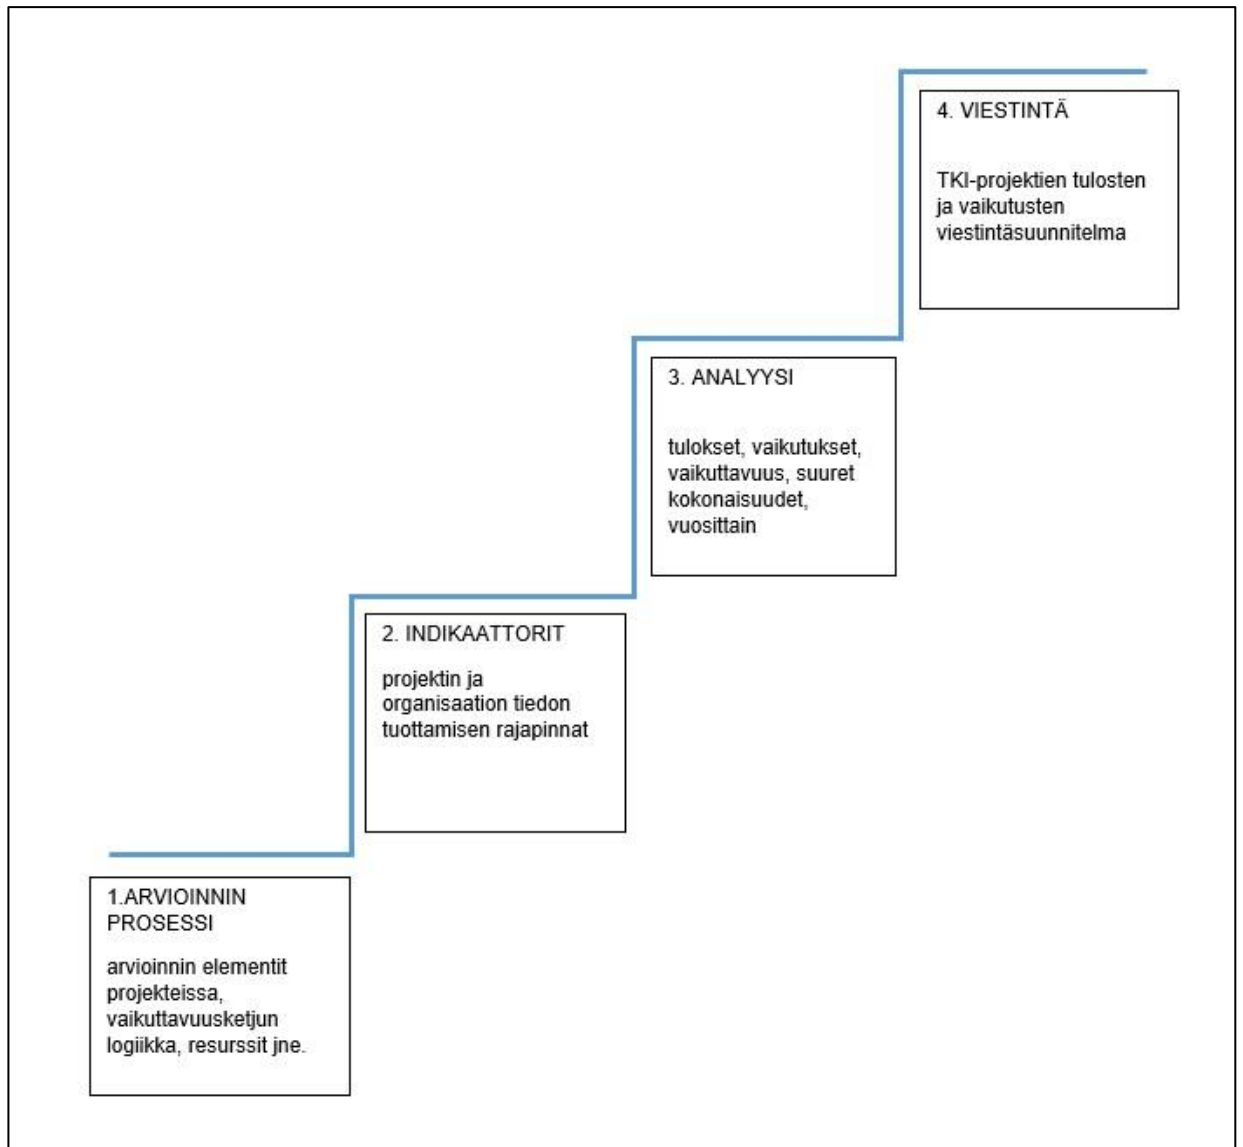 4. VIESTINTÄ
TKI-projektien tulosten
ja vaikutusten
viestintäsuunnitelma
3. ANALYYSI
tulokset, vaikutukset,
vaikuttavuus, suuret
kokonaisuudet,
vuosittain
2. INDIKAATTORIT
projektin ja
organisaation tiedon
tuottamisen rajapinnat
1.ARVIOINNIN
PROSESSI
arvioinnin elementit
projekteissa,
vaikuttavuusketjun
logiikka, resurssit jne.